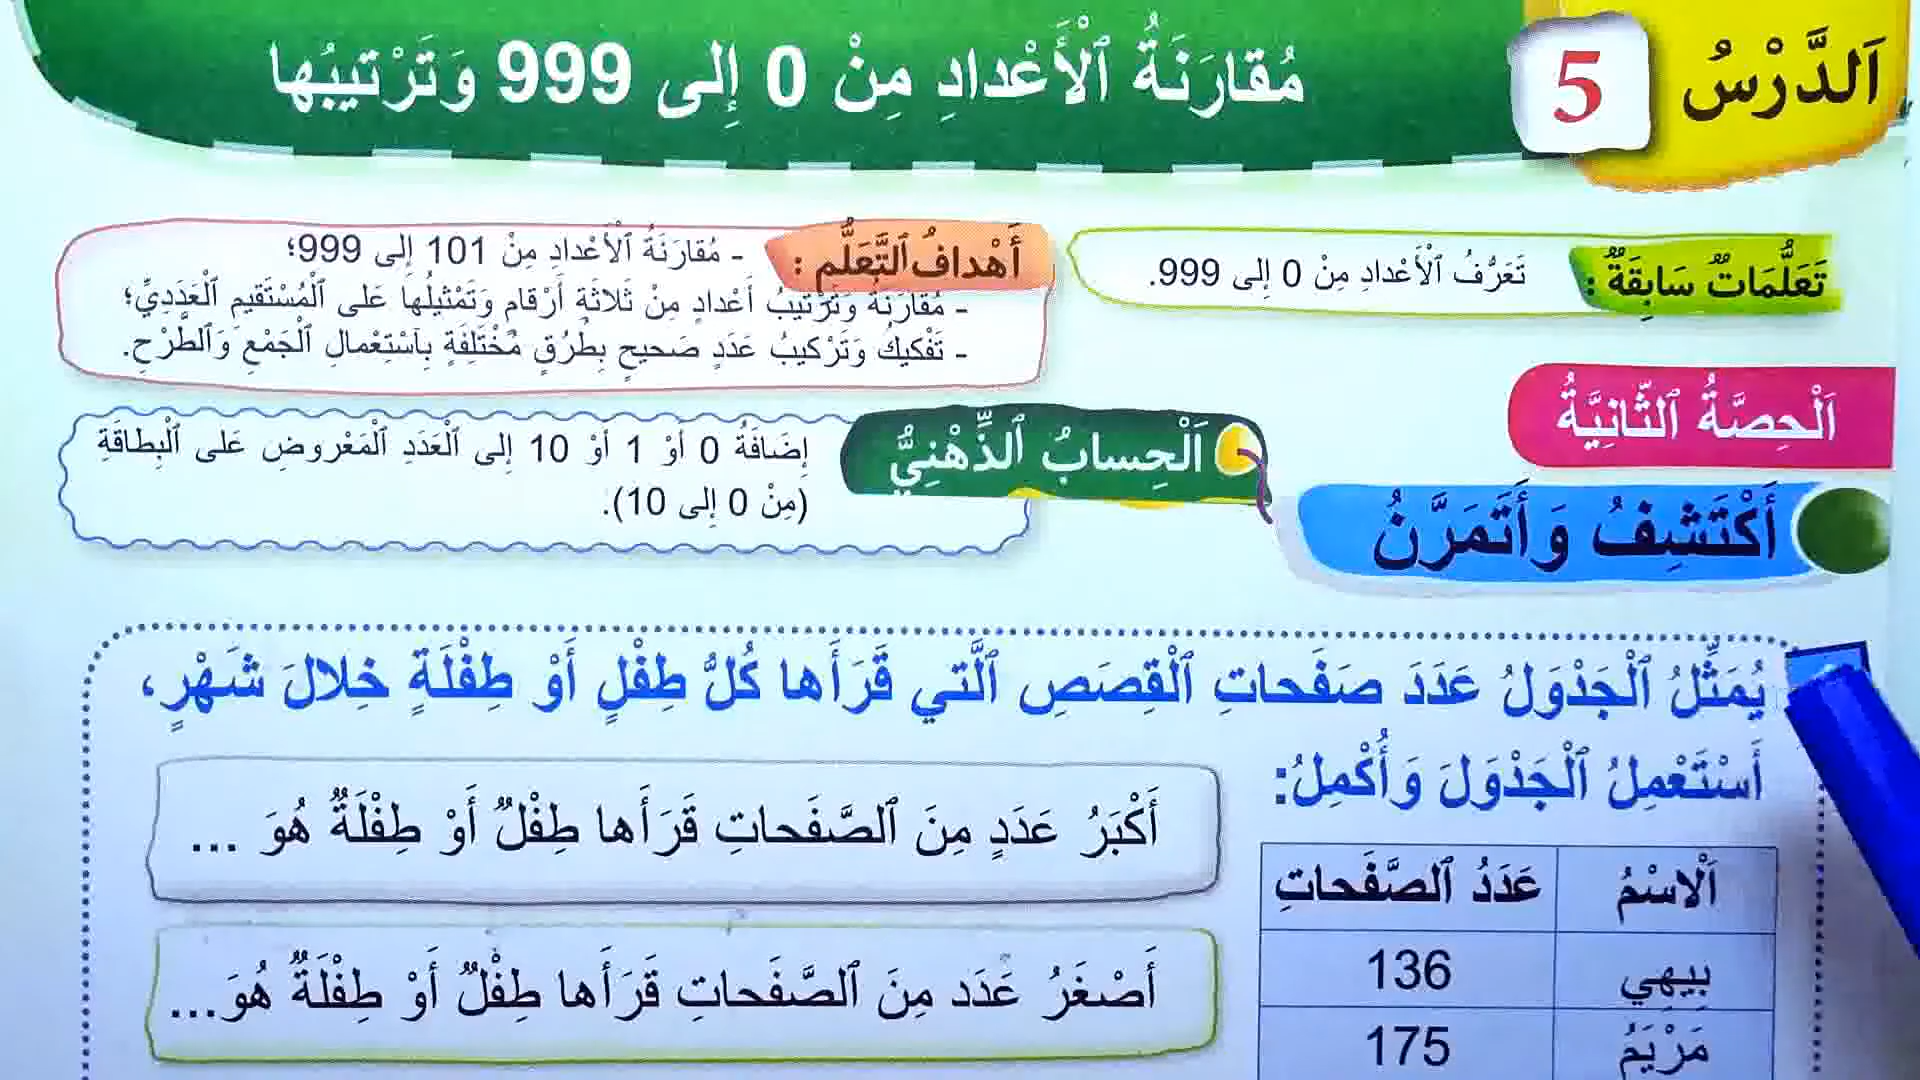 اَلدَّرْسُ 5
مُقارَنَةُ ٱلْأَعْدادِ مِنْ 0 إِلى 999 وَتَرْتيبُها
تَعَلُّمَاتٌ سَابِقَةٌ :
تَعَرُّفُ ٱلْأَعْدادِ مِنْ 0 إِلى 999.
أَهْدافُ ٱلتَّعَلُّمِ :
- مُقارَنَةُ ٱلْأَعْدادِ مِنْ 101 إِلى 999؛
- مُقارَنَةُ وَتَرْتيبُ أَعْدادٍ مِنْ ثَلاثَةِ أَرْقامٍ وَتَمْثيلُها عَلى ٱلْمُسْتَقيمِ ٱلْعَدَدِيِّ؛
- تَفْكيكُ وَتَرْكيبُ عَدَدٍ صَحيحٍ بِطُرُقٍ مُخْتَلِفَةٍ بِٱسْتِعْمالِ ٱلْجَمْعِ وَٱلطَّرْحِ.
اَلْحِصَّةُ ٱلثّانِيَّةُ
اَلْحِسابُ ٱلذِّهْنِيُّ
إِضَافَةُ 0 أَوْ 1 أَوْ 10 إِلى ٱلْعَدَدِ ٱلْمَعْروضِ عَلى ٱلْبِطاقَةِ
(مِنْ 0 إِلى 10).
أَكْتَشِفُ وَأَتَمَرَّنُ
يُمَثِّلُ ٱلْجَدْوَلُ عَدَدَ صَفَحاتِ ٱلْقِصَصِ ٱلَّتي قَرَأَها كُلُّ طِفْلٍ أَوْ طِفْلَةٍ خِلالَ شَهْرٍ،
أَسْتَعْمِلُ ٱلْجَدْوَلَ وَأُكْمِلُ:
أَكْبَرُ عَدَدٍ مِنَ ٱلصَّفَحاتِ قَرَأَها طِفْلٌ أَوْ طِفْلَةٌ هُوَ ...
أَصْغَرُ عَدَد مِنَ ٱلصَّفَحاتِ قَرَأَها طِفْلٌ أَوْ طِفْلَةٌ هُوَ...
اَلْاسْمُ عَدَدُ ٱلصَّفَحاتِ
بِيهِي 136
مَرْيَمُ 175